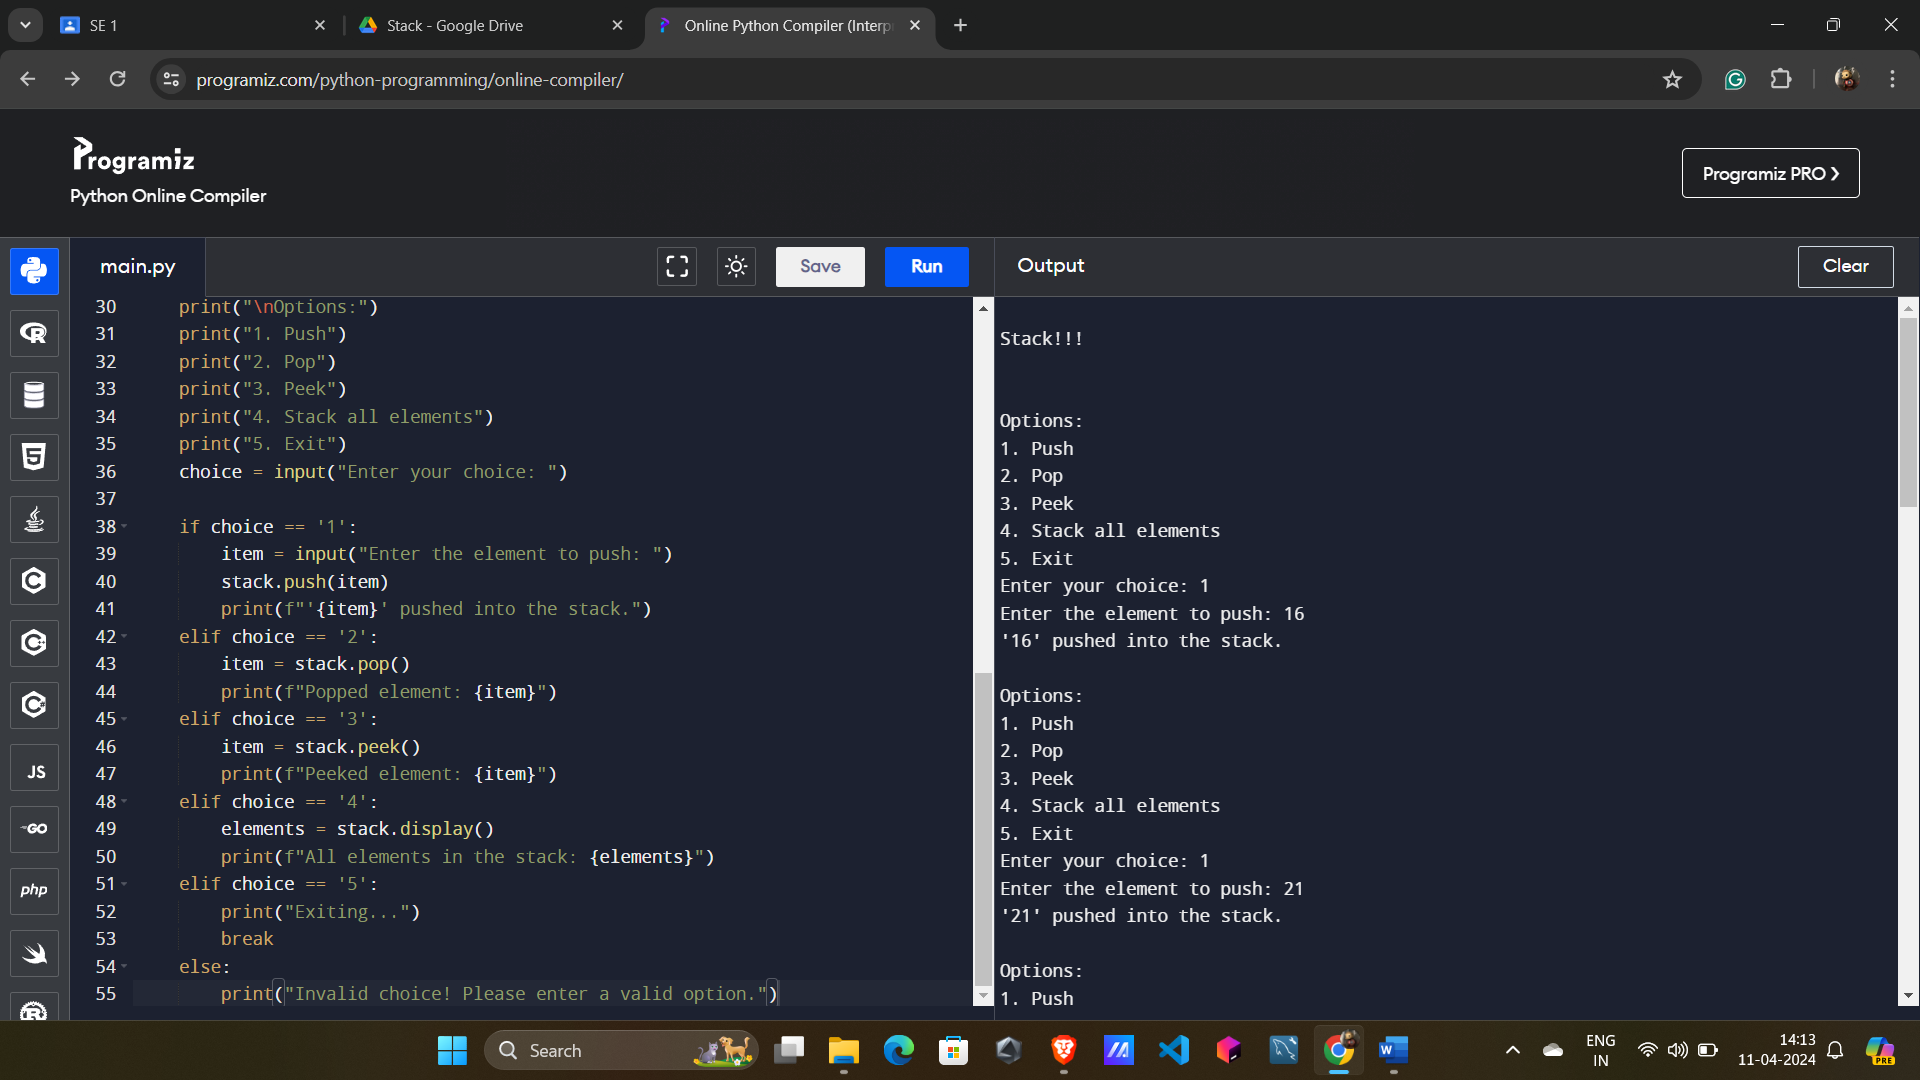 SE 1
Stack - Google Drive
Online Python Compiler (Interp
programiz.com/python-programming/online-compiler/
Programiz
Python Online Compiler
Programiz PRO ❯
main.py
Save
Run
Output
Clear
30 print("\nOptions:")
31 print("1. Push")
32 print("2. Pop")
33 print("3. Peek")
34 print("4. Stack all elements")
35 print("5. Exit")
36 choice = input("Enter your choice: ")
37
38 if choice == '1':
39 item = input("Enter the element to push: ")
40 stack.push(item)
41 print(f"'{item}' pushed into the stack.")
42 elif choice == '2':
43 item = stack.pop()
44 print(f"Popped element: {item}")
45 elif choice == '3':
46 item = stack.peek()
47 print(f"Peeked element: {item}")
48 elif choice == '4':
49 elements = stack.display()
50 print(f"All elements in the stack: {elements}")
51 elif choice == '5':
52 print("Exiting...")
53 break
54 else:
55 print("Invalid choice! Please enter a valid option.")
Stack!!!
Options:
1. Push
2. Pop
3. Peek
4. Stack all elements
5. Exit
Enter your choice: 1
Enter the element to push: 16
'16' pushed into the stack.
Options:
1. Push
2. Pop
3. Peek
4. Stack all elements
5. Exit
Enter your choice: 1
Enter the element to push: 21
'21' pushed into the stack.
Options:
1. Push
JS
GO
php
Search
ENG
IN
14:13
11-04-2024
PRE